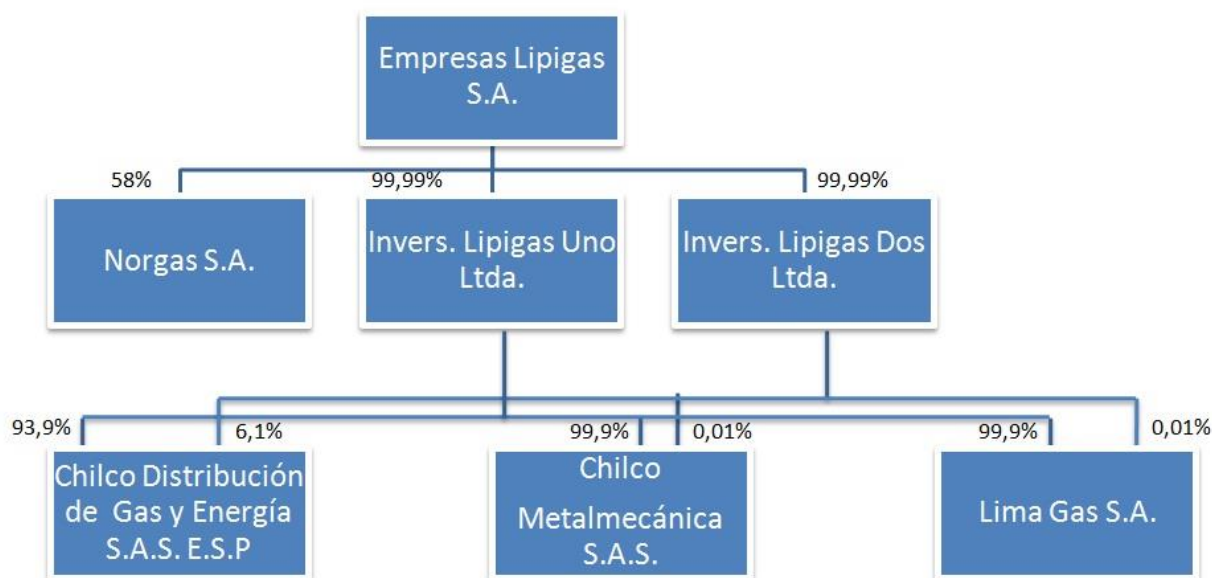 Empresas Lipigas
S.A.
58%
99,99%
99,99%
Norgas S.A.
Invers. Lipigas Uno
Ltda.
Invers. Lipigas Dos
Ltda.
93,9%
6,1%
99,9%
0,01%
99,9%
0,01%
Chilco Distribución
de Gas y Energía
S.A.S. E.S.P
Chilco
Metalmecánica
S.A.S.
Lima Gas S.A.